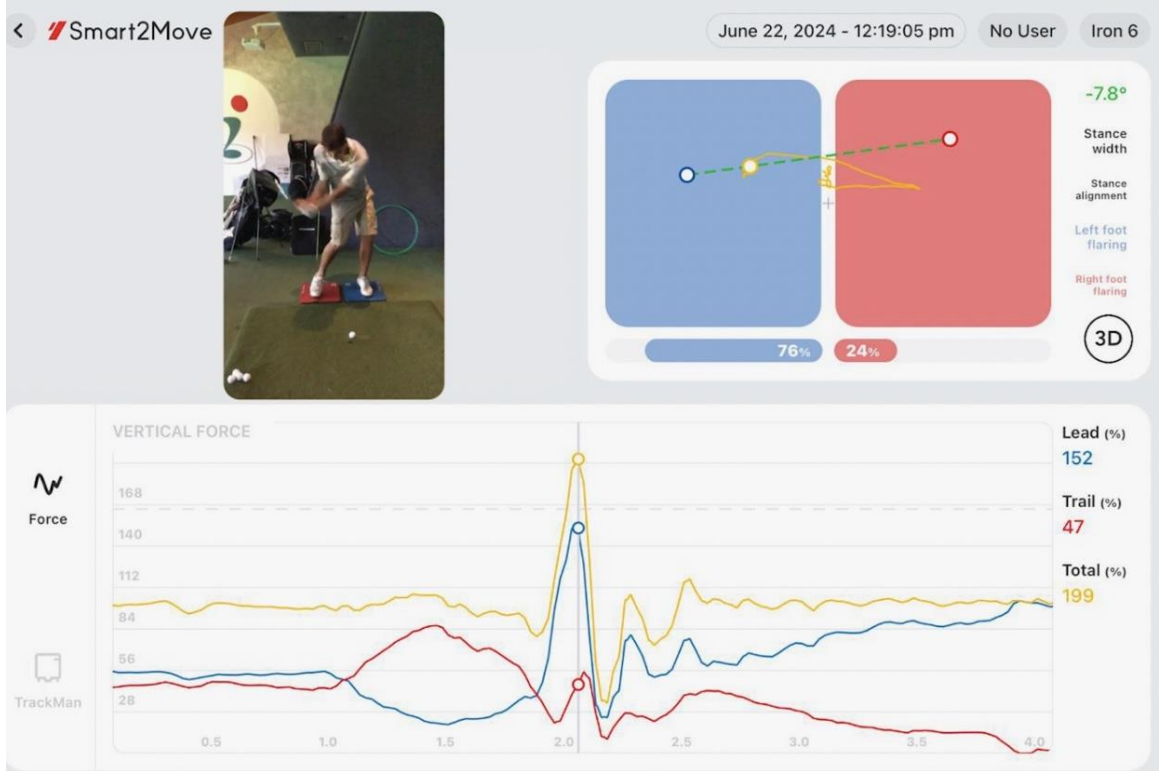 Smart2Move
June 22, 2024 - 12:19:05 pm
No User
Iron 6
-7.8°
Stance
width
Stance
alignment
Left foot
flaring
Right foot
flaring
3D
76%
24%
VERTICAL FORCE
Force
TrackMan
168
140
112
84
56
28
0.5
1.0
1.5
2.0
2.5
3.0
3.5
4.0
Lead (%)
152
Trail (%)
47
Total (%)
199